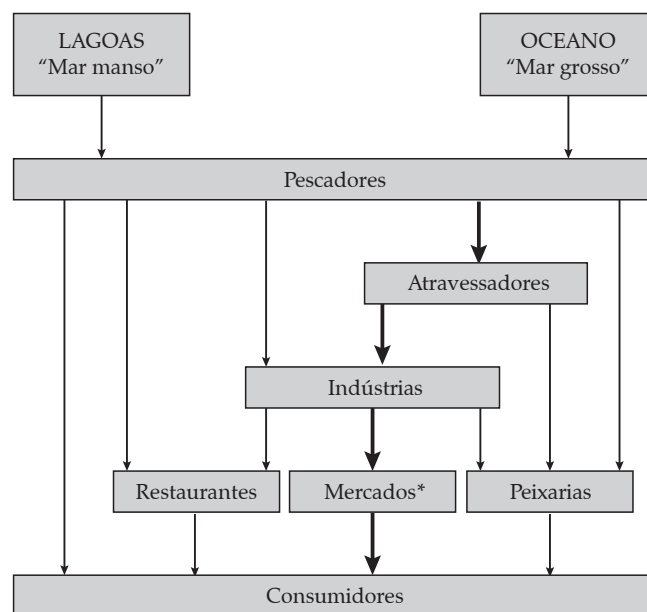 LAGOAS
“Mar manso”
OCEANO
“Mar grosso”
Pescadores
Atravessadores
Indústrias
Restaurantes
Mercados*
Peixarias
Consumidores